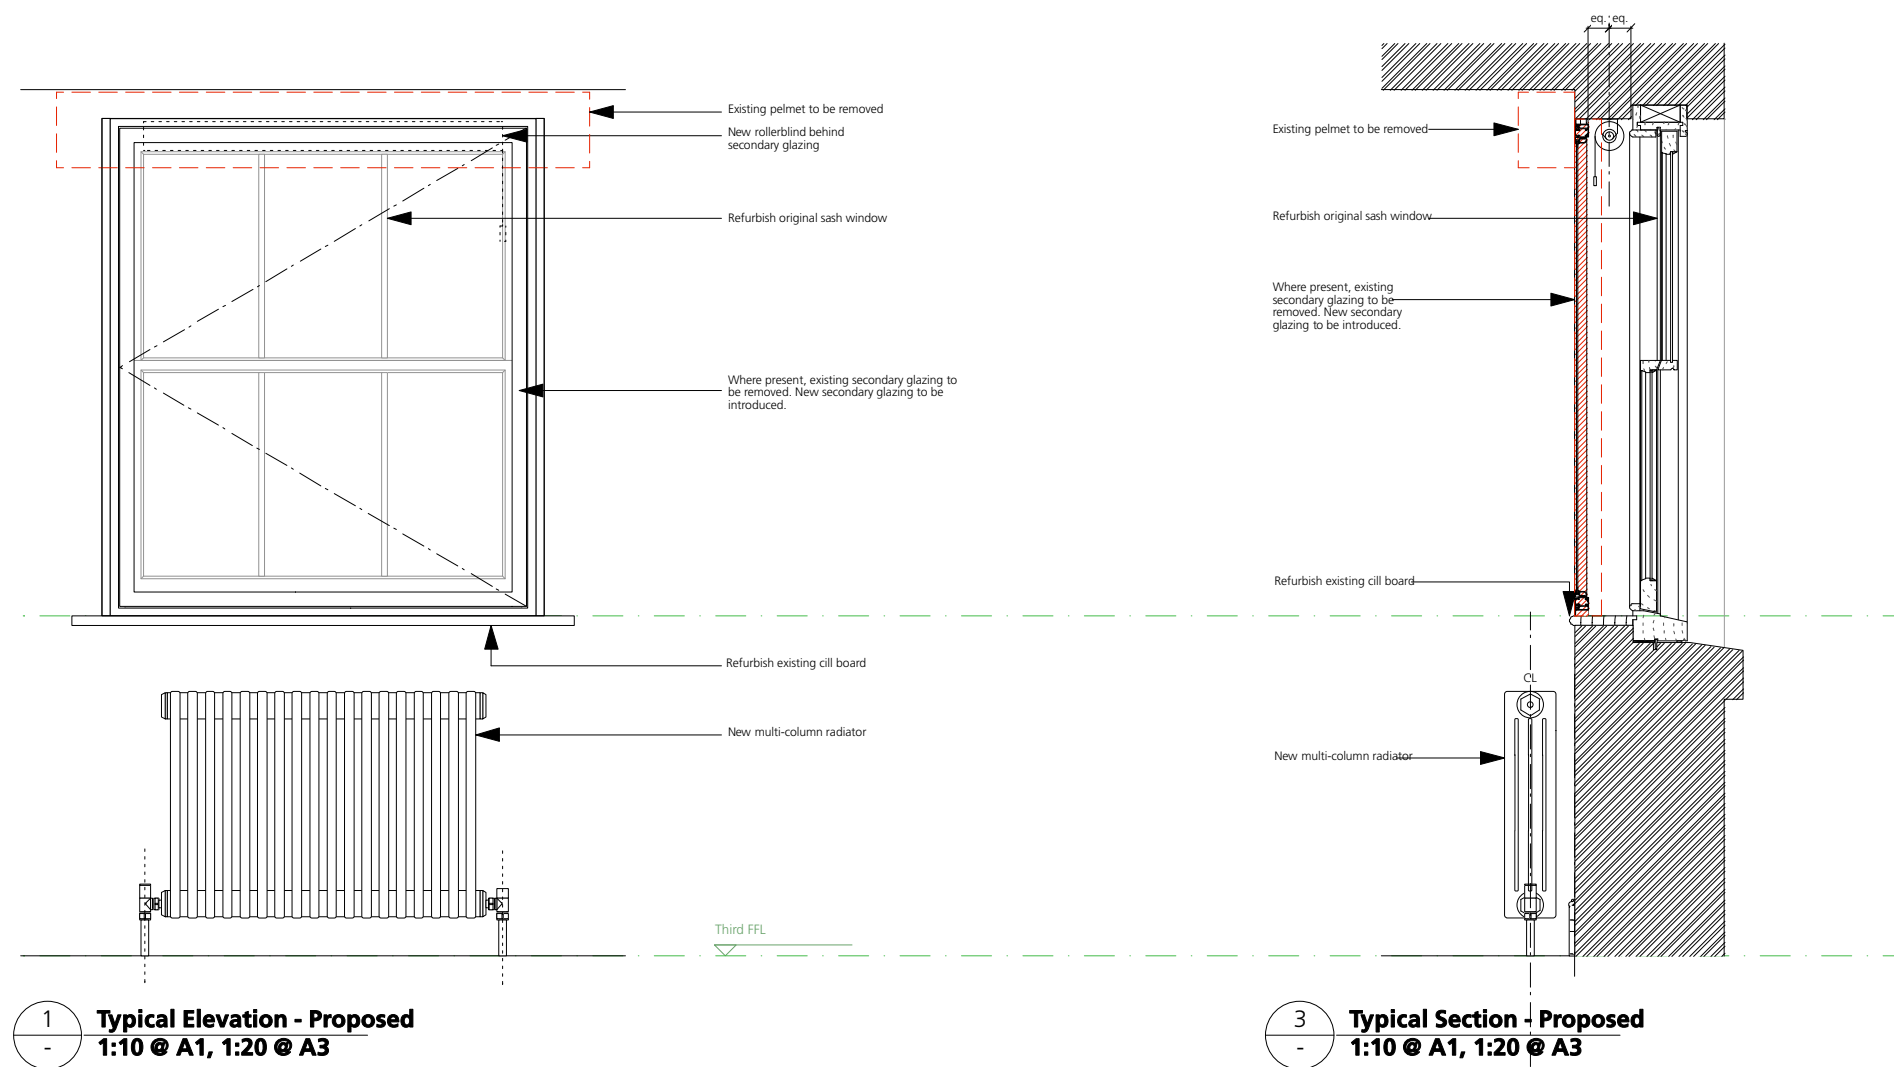 Existing pelmet to be removed
New rollerblind behind
secondary glazing
Refurbish original sash window
Where present, existing secondary glazing to
be removed. New secondary glazing to be
introduced.
Refurbish existing cill board
New multi-column radiator
Third FFL
1
-
Typical Elevation - Proposed
1:10 @ A1, 1:20 @ A3
eq. eq.
Existing pelmet to be removed
Refurbish original sash window
Where present, existing
secondary glazing to be
removed. New secondary
glazing to be introduced.
Refurbish existing cill board
CL
New multi-column radiator
3
-
Typical Section - Proposed
1:10 @ A1, 1:20 @ A3